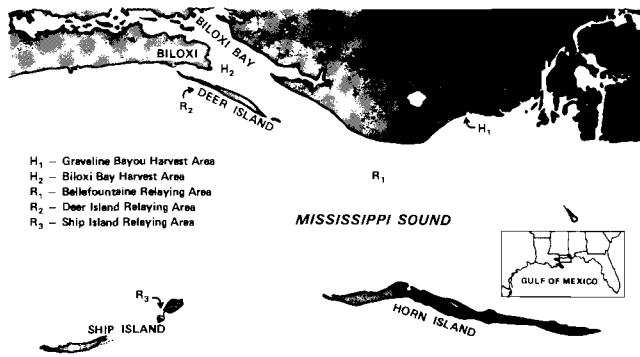 BILOXI BAY
BILOXI
H₂
R₂
DEER ISLAND
H₁
H₁ – Graveline Bayou Harvest Area
H₂ – Biloxi Bay Harvest Area
R₁ – Bellefountaine Relaying Area
R₂ – Deer Island Relaying Area
R₃ – Ship Island Relaying Area
R₁
MISSISSIPPI SOUND
GULF OF MEXICO
R₃
SHIP ISLAND
HORN ISLAND